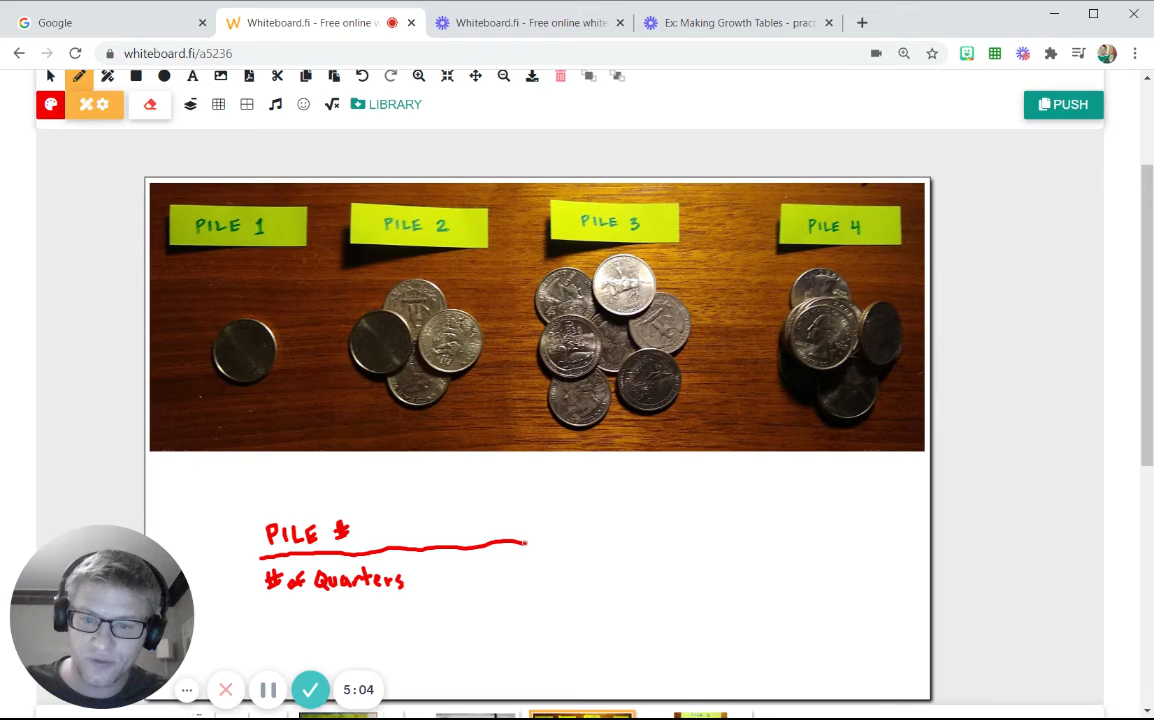 Google
Whiteboard.fi - Free online w
Whiteboard.fi - Free online white
Ex: Making Growth Tables - pract
whiteboard.fi/a5236
A
LIBRARY
PUSH
PILE 1
PILE 2
PILE 3
PILE 4
PILE #
# of Quarters
5:04